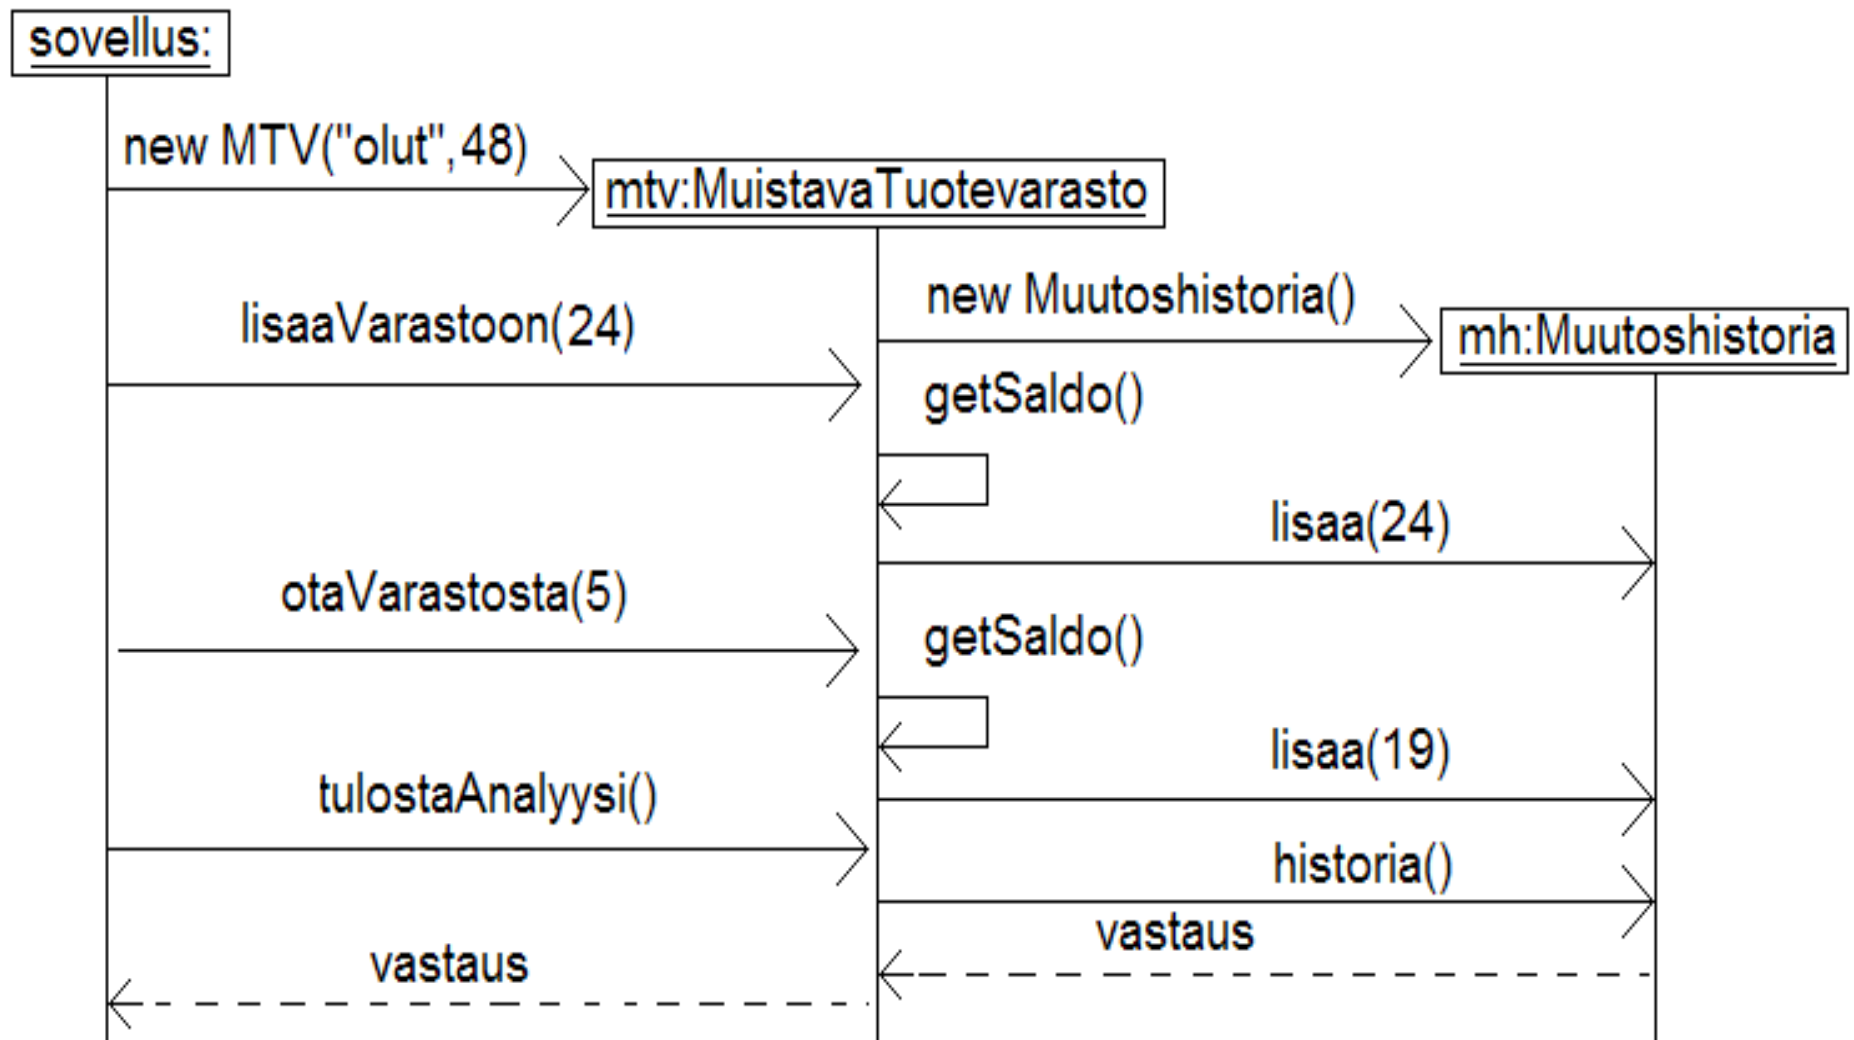 sovellus:
new MTV("olut",48)
mtv:MuistavaTuotevarasto
new Muutoshistoria()
mh:Muutoshistoria
lisaaVarastoon(24)
getSaldo()
lisaa(24)
otaVarastosta(5)
getSaldo()
lisaa(19)
tulostaAnalyysi()
historia()
vastaus
vastaus